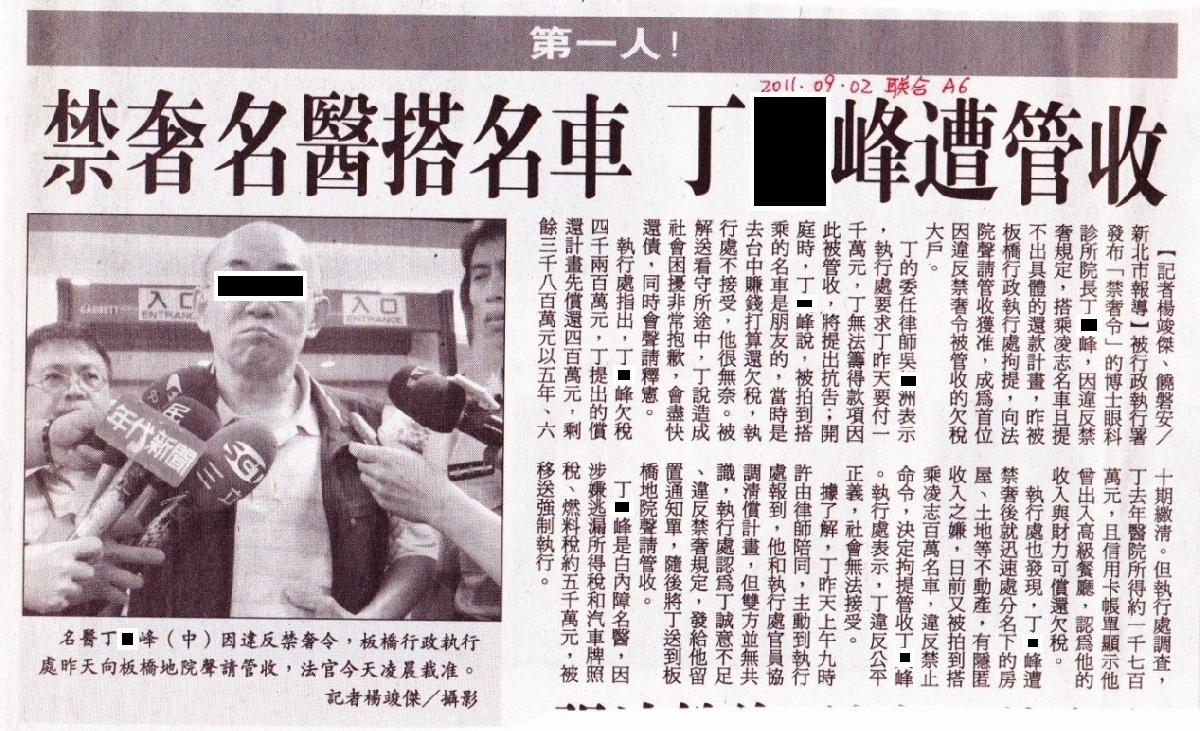 第一人!
2011.09.02 联合 A6
禁奢名醫搭名車 丁 峰遭管收
【記者楊竣傑、饒磐安/
新北市報導】被行政執行署
發布「禁奢令」的博士眼科
診所院長丁 峰,因違反禁
奢規定,搭乘凌志名車且提
不出具體的還款計畫,昨被
板橋行政執行處拘提,向法
院聲請管收獲准,成為首位
因違反禁奢令被管收的欠稅
大戶。
丁的委任律師吳 洲表示
,執行處要求丁昨天要付一
千萬元,丁無法籌得款項因
此被管收,將提出抗告;開
庭時,丁 峰說,被拍到搭
乘的名車是朋友的,當時是
去台中賺錢打算還欠稅,執
行處不接受,他很無奈。被
解送看守所途中,丁說造成
社會困擾非常抱歉,會盡快
還債,同時會聲請釋憲。
執行處指出,丁 峰欠稅
四千兩百萬元,丁提出的償
還計畫先償還四百萬元,剩
餘三千八百萬元以五年、六
十期繳清。但執行處調查,
丁去年醫院所得約一千七百
萬元,且信用卡帳單顯示他
曾出入高級餐廳,認為他的
收入與財力可償還欠稅。
執行處也發現,丁 峰遭
禁奢後就迅速處分名下的房
屋、土地等不動產,有隱匿
收入之嫌,日前又被拍到搭
乘凌志百萬名車,違反禁止
命令,決定拘提管收丁 峰
。執行處表示,丁違反公平
正義,社會無法接受。
據了解,丁昨天上午九時
許由律師陪同,主動到執行
處報到,他和執行處官員協
調清償計畫,但雙方並無共
識,執行處認為丁誠意不足
、違反禁奢規定,發給他留
置通知單,隨後將丁送到板
橋地院聲請管收。
丁 峰是白內障名醫,因
涉嫌逃漏所得稅和汽車牌照
稅、燃料稅約五千萬元,被
移送強制執行。
入口
ENTRANCE
入口
ENTRANCE
民
年代新聞
三立
名醫丁 峰(中)因違反禁奢令,板橋行政執行
處昨天向板橋地院聲請管收,法官今天凌晨裁准。
記者楊竣傑/攝影